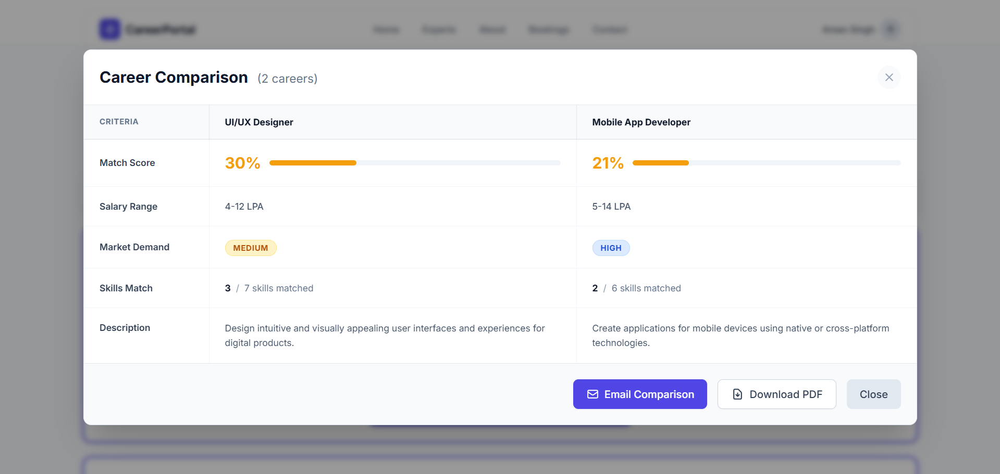 CareerPortal
Home Experts About Bookings Contact
Aman Singh
Career Comparison (2 careers)
CRITERIA UI/UX Designer Mobile App Developer
Match Score 30% 21%
Salary Range 4-12 LPA 5-14 LPA
Market Demand MEDIUM HIGH
Skills Match 3 / 7 skills matched 2 / 6 skills matched
Description Design intuitive and visually appealing user interfaces and experiences for Create applications for mobile devices using native or cross-platform
digital products. technologies.
Email Comparison Download PDF Close